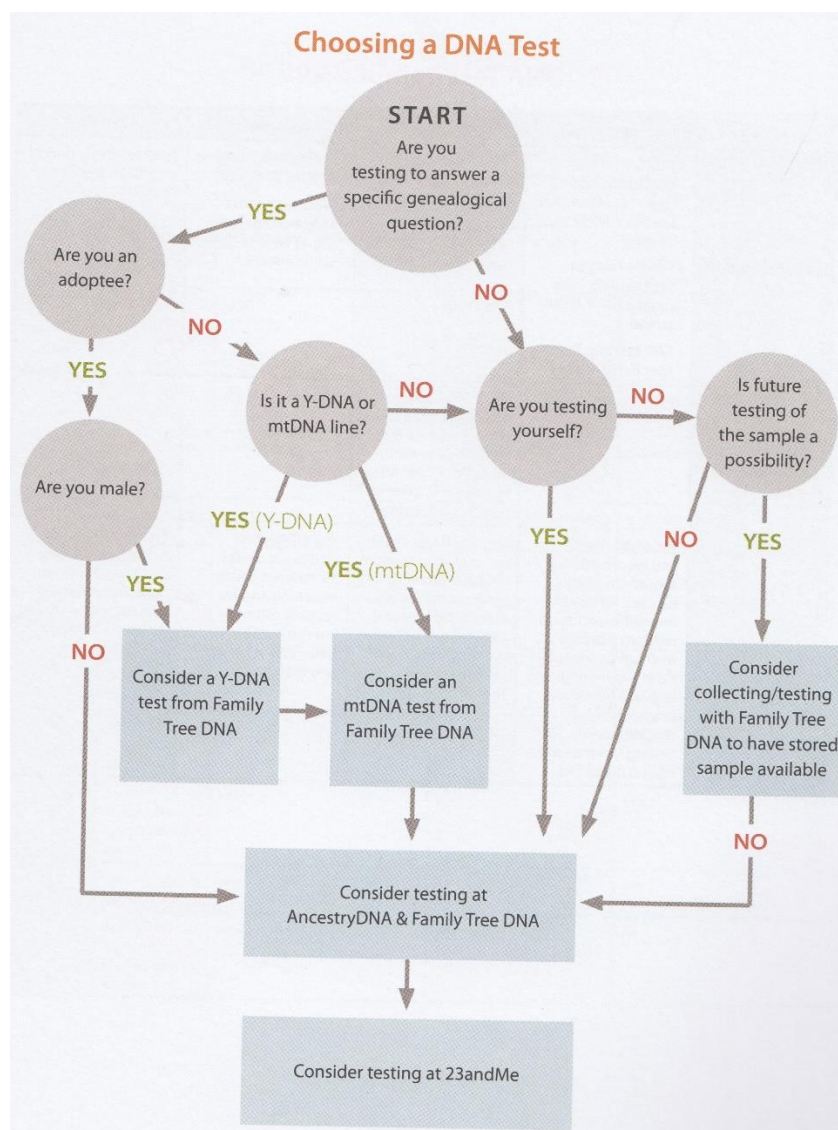 Choosing a DNA Test
START
Are you
testing to answer a
specific genealogical
question?
YES
NO
Are you an
adoptee?
YES
NO
Is it a Y-DNA or
mtDNA line?
NO
Are you testing
yourself?
NO
Is future
testing of
the sample a
possibility?
Are you male?
YES
NO
YES (Y-DNA)
YES (mtDNA)
YES
NO
YES
Consider a Y-DNA
test from Family
Tree DNA
Consider an
mtDNA test from
Family Tree DNA
Consider
collecting/testing
with Family Tree
DNA to have stored
sample available
NO
Consider testing at
AncestryDNA & Family Tree DNA
Consider testing at 23andMe